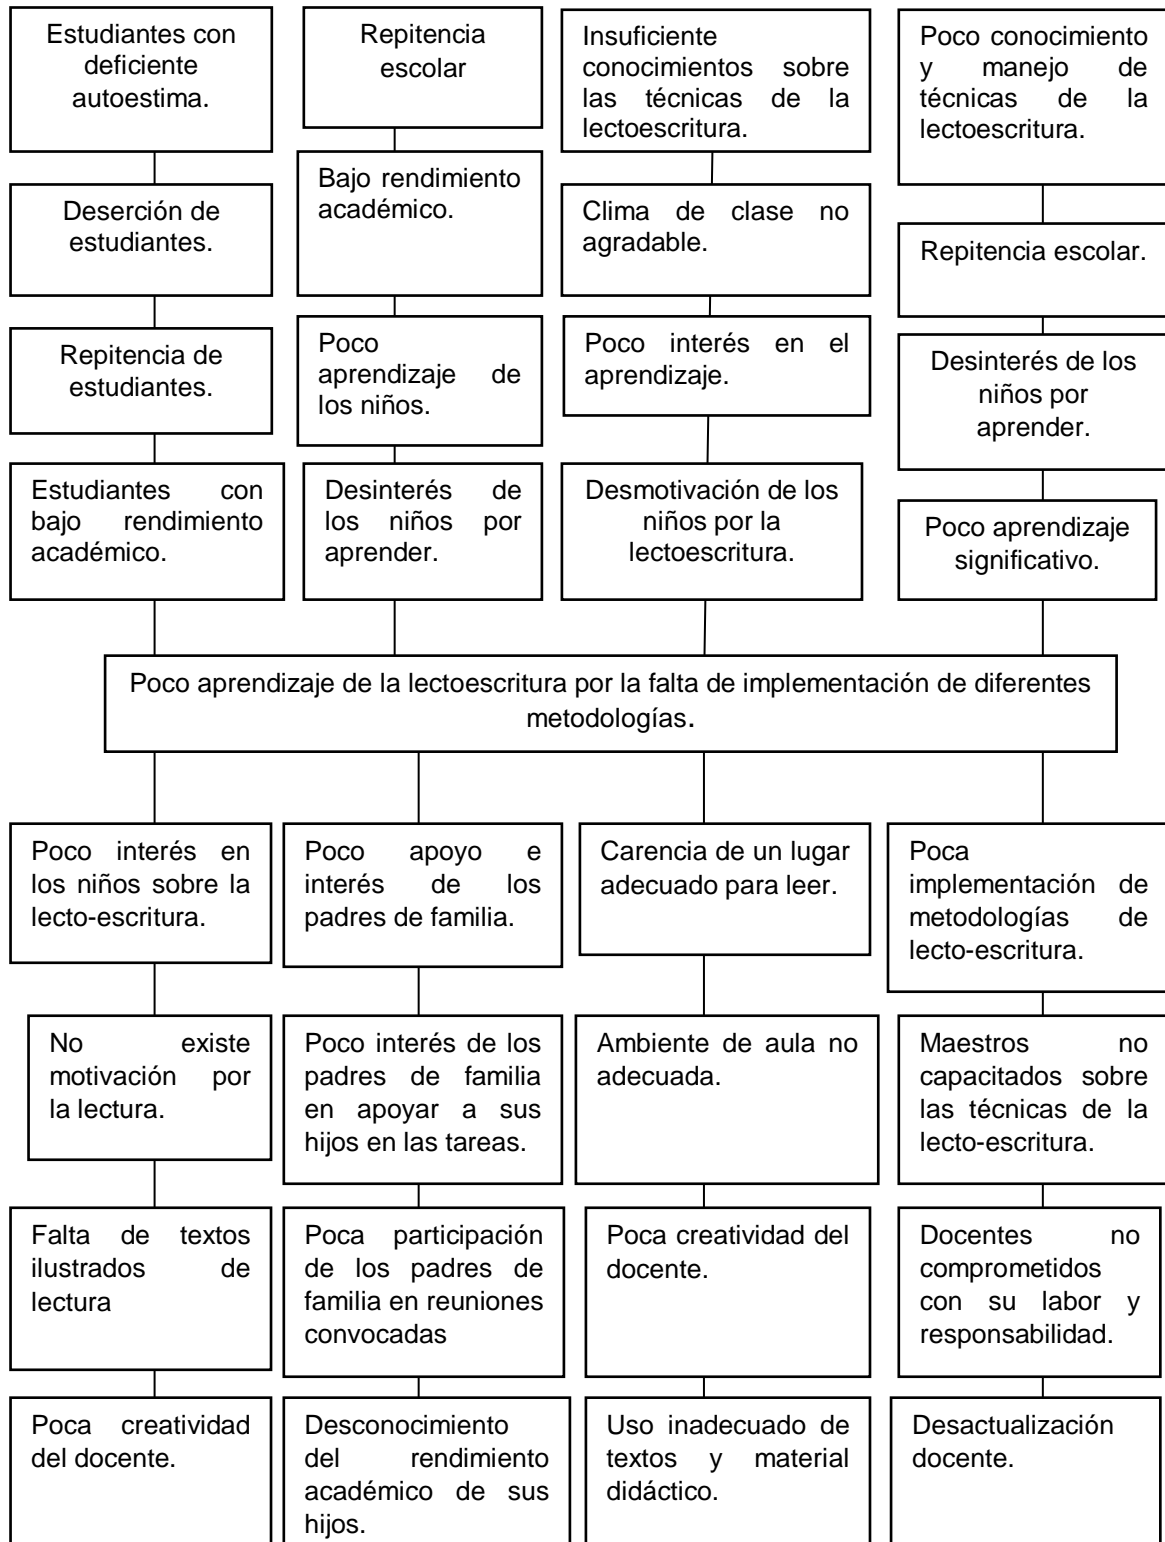 Estudiantes con
deficiente
autoestima.
Repitencia
escolar
Insuficiente
conocimientos sobre
las técnicas de la
lectoescritura.
Poco conocimiento
y manejo de
técnicas de la
lectoescritura.
Deserción de
estudiantes.
Bajo rendimiento
académico.
Clima de clase no
agradable.
Repitencia escolar.
Repitencia de
estudiantes.
Poco
aprendizaje de
los niños.
Poco interés en el
aprendizaje.
Desinterés de los
niños por
aprender.
Estudiantes con
bajo rendimiento
académico.
Desinterés de
los niños por
aprender.
Desmotivación de los
niños por la
lectoescritura.
Poco aprendizaje
significativo.
Poco aprendizaje de la lectoescritura por la falta de implementación de diferentes
metodologías.
Poco interés en
los niños sobre la
lecto-escritura.
Poco apoyo e
interés de los
padres de familia.
Carencia de un lugar
adecuado para leer.
Poca
implementación de
metodologías de
lecto-escritura.
No existe
motivación por
la lectura.
Poco interés de los
padres de familia
en apoyar a sus
hijos en las tareas.
Ambiente de aula no
adecuada.
Maestros no
capacitados sobre
las técnicas de la
lecto-escritura.
Falta de textos
ilustrados de
lectura
Poca participación
de los padres de
familia en reuniones
convocadas
Poca creatividad del
docente.
Docentes no
comprometidos
con su labor y
responsabilidad.
Poca creatividad
del docente.
Desconocimiento
del rendimiento
académico de sus
hijos.
Uso inadecuado de
textos y material
didáctico.
Desactualización
docente.